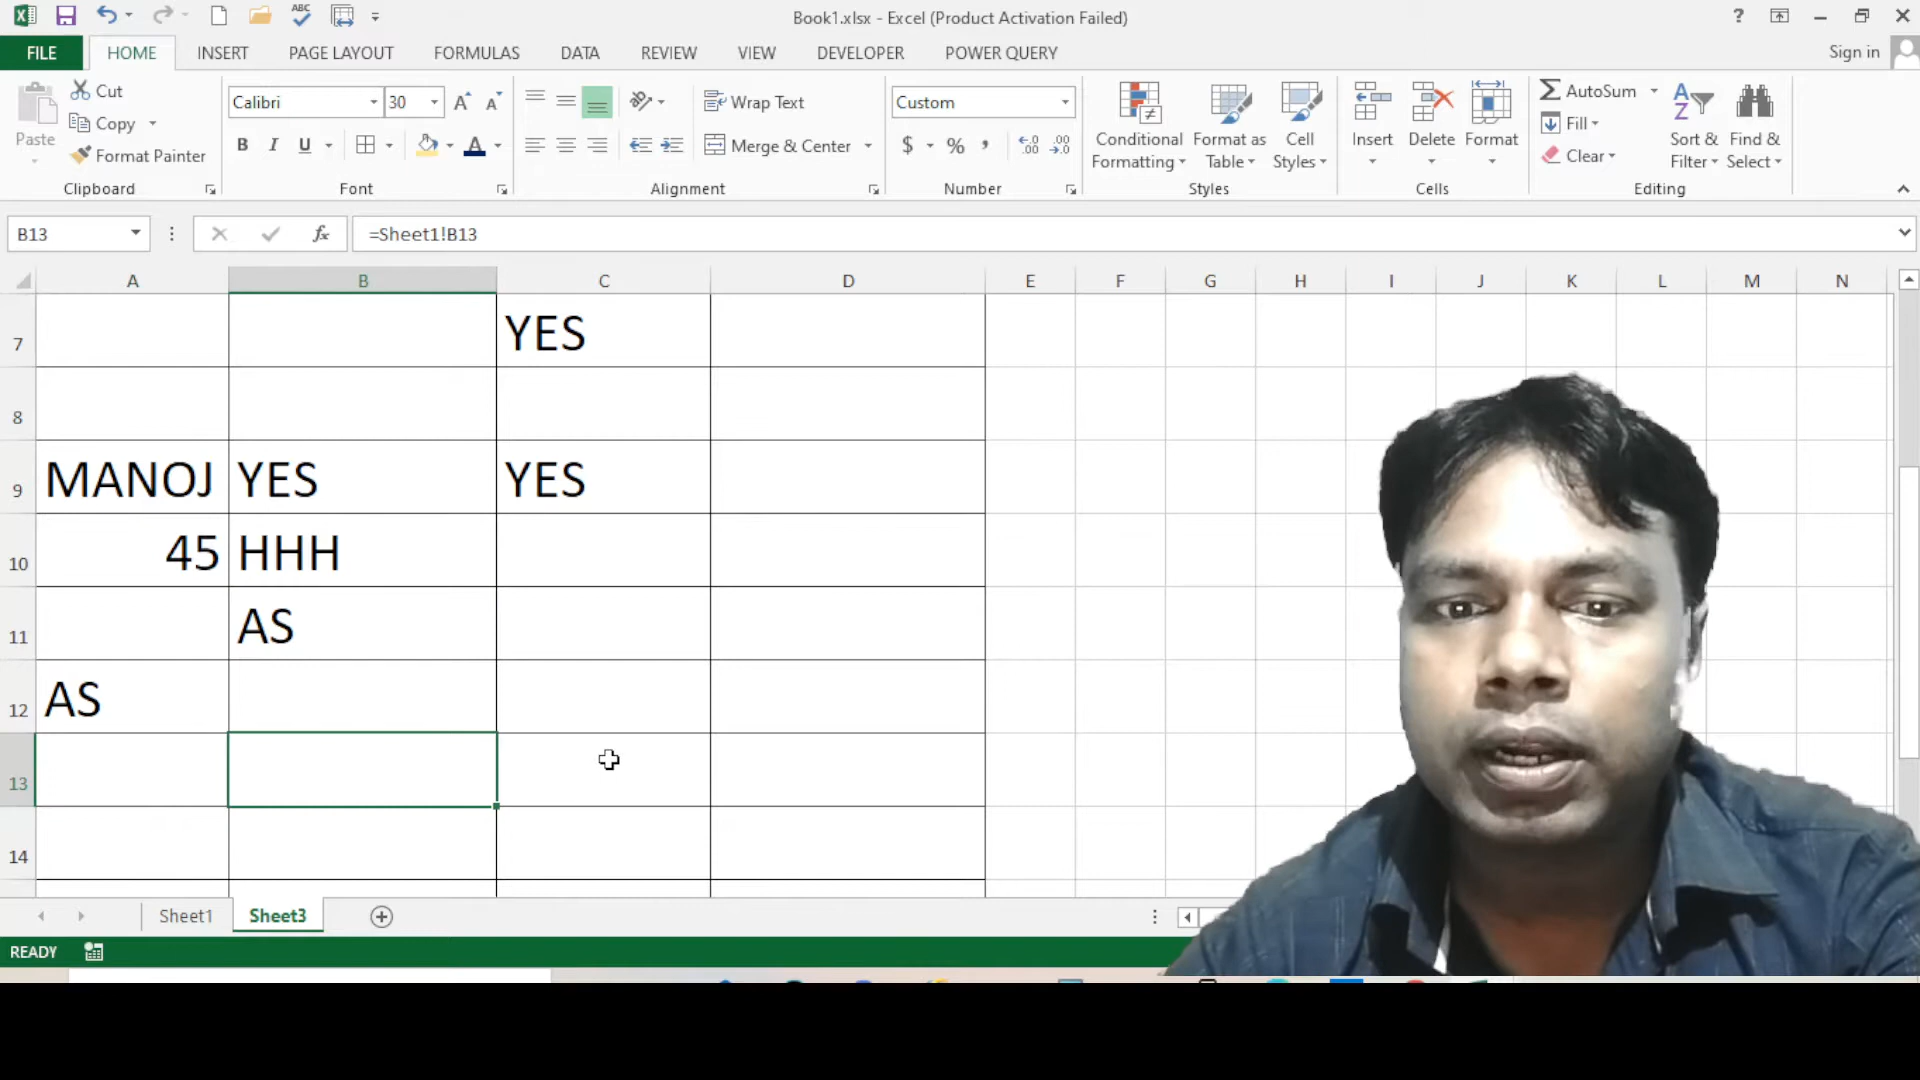 Book1.xlsx - Excel (Product Activation Failed)
FILE HOME INSERT PAGE LAYOUT FORMULAS DATA REVIEW VIEW DEVELOPER POWER QUERY Sign in
Paste
Cut
Copy
Format Painter
Clipboard
Calibri 30
B I U A
Font
Wrap Text
Merge & Center
Alignment
Custom
$ % ,
Number
Conditional Formatting
Format as Table
Cell Styles
Styles
Insert Delete Format
Cells
AutoSum
Fill
Clear
Sort & Filter
Find & Select
Editing
B13 fx =Sheet1!B13
A B C D E F G H I J K L M N
7 YES
8
9 MANOJ YES YES
10 45 HHH
11 AS
12 AS
13
14
Sheet1 Sheet3
READY